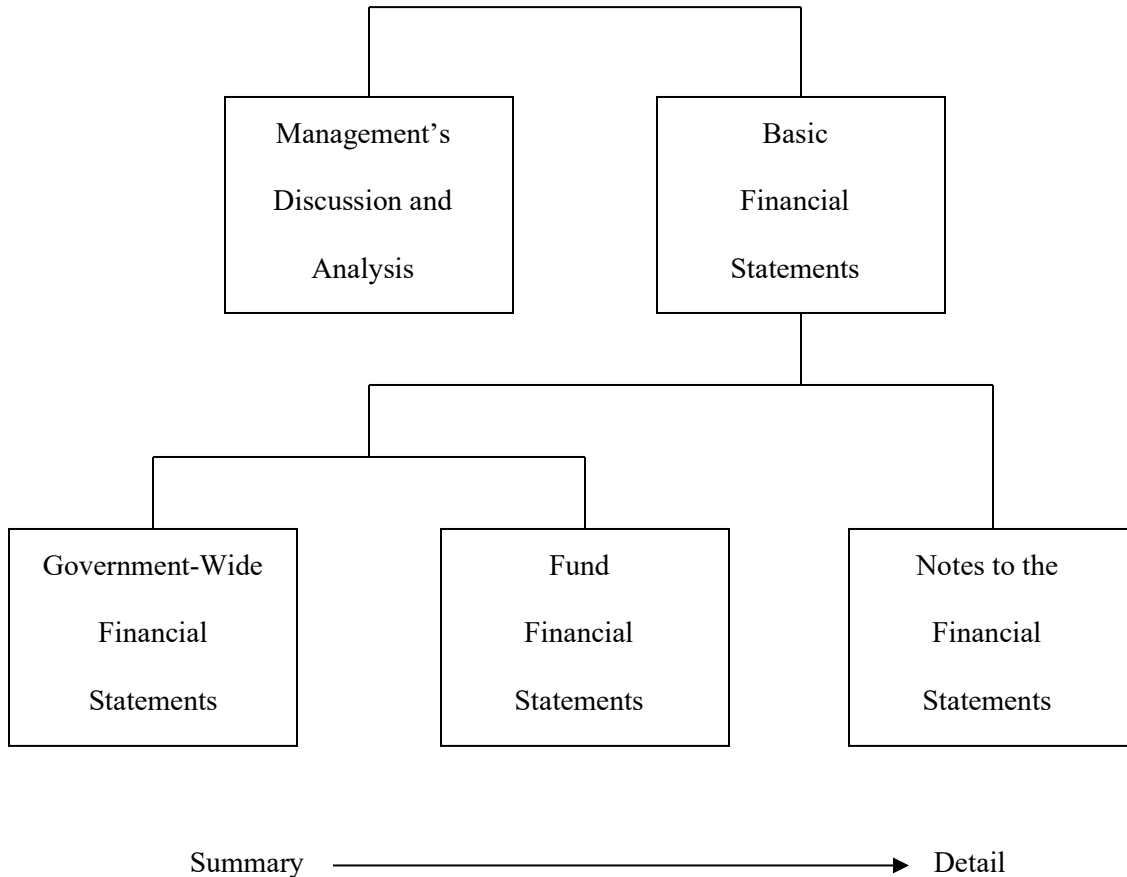 Management’s
Discussion and
Analysis
Basic
Financial
Statements
Government-Wide
Financial
Statements
Fund
Financial
Statements
Notes to the
Financial
Statements
Summary
Detail